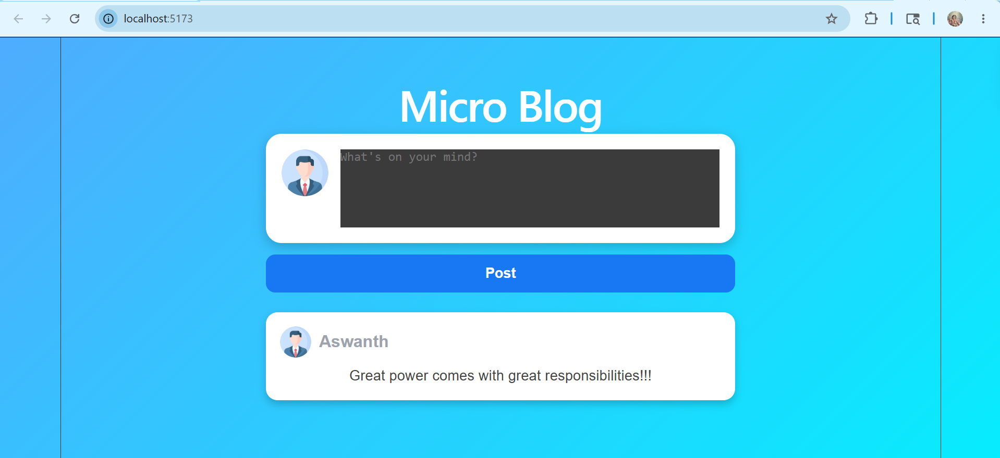 localhost:5173
Micro Blog
What's on your mind?
Post
Aswanth
Great power comes with great responsibilities!!!